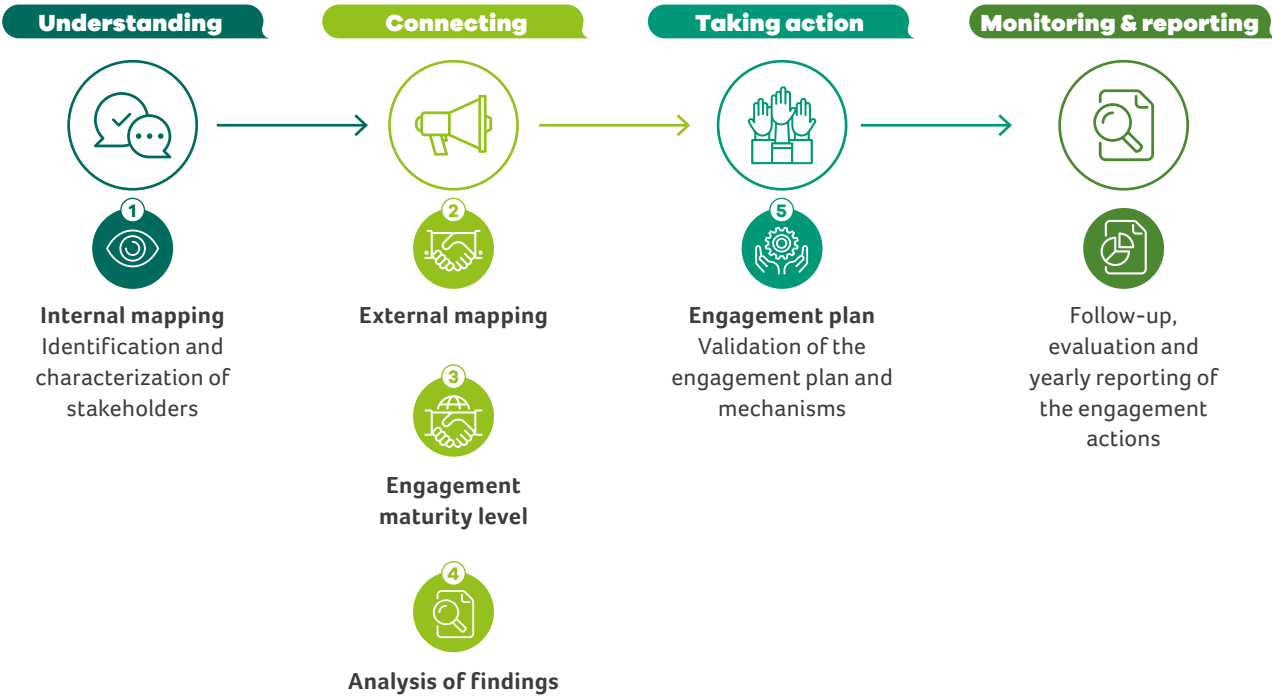 Understanding
Connecting
Taking action
Monitoring & reporting
1
Internal mapping
Identification and
characterization of
stakeholders
2
External mapping
3
Engagement
maturity level
4
Analysis of findings
5
Engagement plan
Validation of the
engagement plan and
mechanisms
Follow-up,
evaluation and
yearly reporting of
the engagement
actions